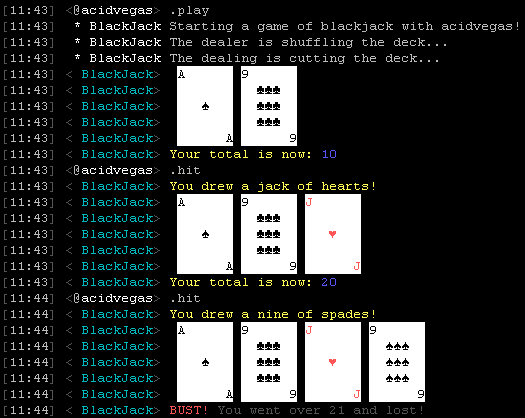 [11:43] <@acidvegas> .play
[11:43]  * BlackJack Starting a game of blackjack with acidvegas!
[11:43]  * BlackJack The dealer is shuffling the deck...
[11:43]  * BlackJack The dealing is cutting the deck...
[11:43] < BlackJack> A 9
[11:43] < BlackJack> ♣♣♣
[11:43] < BlackJack> ♠ ♣♣♣
[11:43] < BlackJack> ♣♣♣
[11:43] < BlackJack> A 9
[11:43] < BlackJack> Your total is now: 10
[11:43] <@acidvegas> .hit
[11:43] < BlackJack> You drew a jack of hearts!
[11:43] < BlackJack> A 9 J
[11:43] < BlackJack> ♣♣♣
[11:43] < BlackJack> ♠ ♣♣♣ ♥
[11:43] < BlackJack> ♣♣♣
[11:43] < BlackJack> A 9 J
[11:43] < BlackJack> Your total is now: 20
[11:44] <@acidvegas> .hit
[11:44] < BlackJack> You drew a nine of spades!
[11:44] < BlackJack> A 9 J 9
[11:44] < BlackJack> ♣♣♣ ♠♠♠
[11:44] < BlackJack> ♠ ♣♣♣ ♥ ♠♠♠
[11:44] < BlackJack> ♣♣♣ ♠♠♠
[11:44] < BlackJack> A 9 J 9
[11:44] < BlackJack> BUST! You went over 21 and lost!